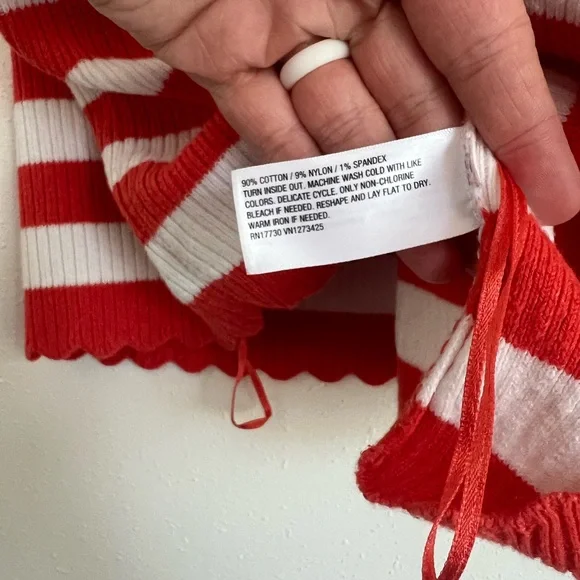 90% COTTON / 9% NYLON / 1% SPANDEX
TURN INSIDE OUT. MACHINE WASH COLD WITH LIKE
COLORS. DELICATE CYCLE. ONLY NON-CHLORINE
BLEACH IF NEEDED. RESHAPE AND LAY FLAT TO DRY.
WARM IRON IF NEEDED.
RN17730 VN1273425